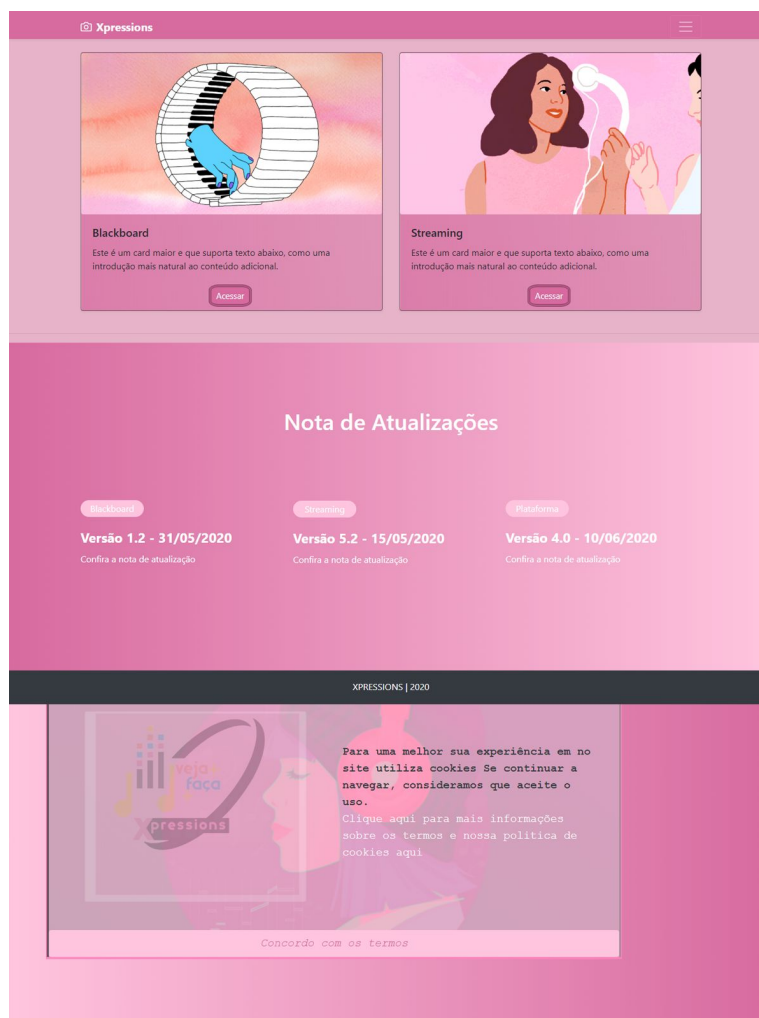 Xpressions
Blackboard
Este é um card maior e que suporta texto abaixo, como uma
introdução mais natural ao conteúdo adicional.
Acessar
Streaming
Este é um card maior e que suporta texto abaixo, como uma
introdução mais natural ao conteúdo adicional.
Acessar
Nota de Atualizações
Blackboard
Versão 1.2 - 31/05/2020
Confira a nota de atualização
Streaming
Versão 5.2 - 15/05/2020
Confira a nota de atualização
Plataforma
Versão 4.0 - 10/06/2020
Confira a nota de atualização
XPRESSIONS | 2020
veja
faça
Xpressions
Para uma melhor sua experiência em no
site utiliza cookies Se continuar a
navegar, consideramos que aceite o
uso.
Clique aqui para mais informações
sobre os termos e nossa politica de
cookies aqui
Concordo com os termos